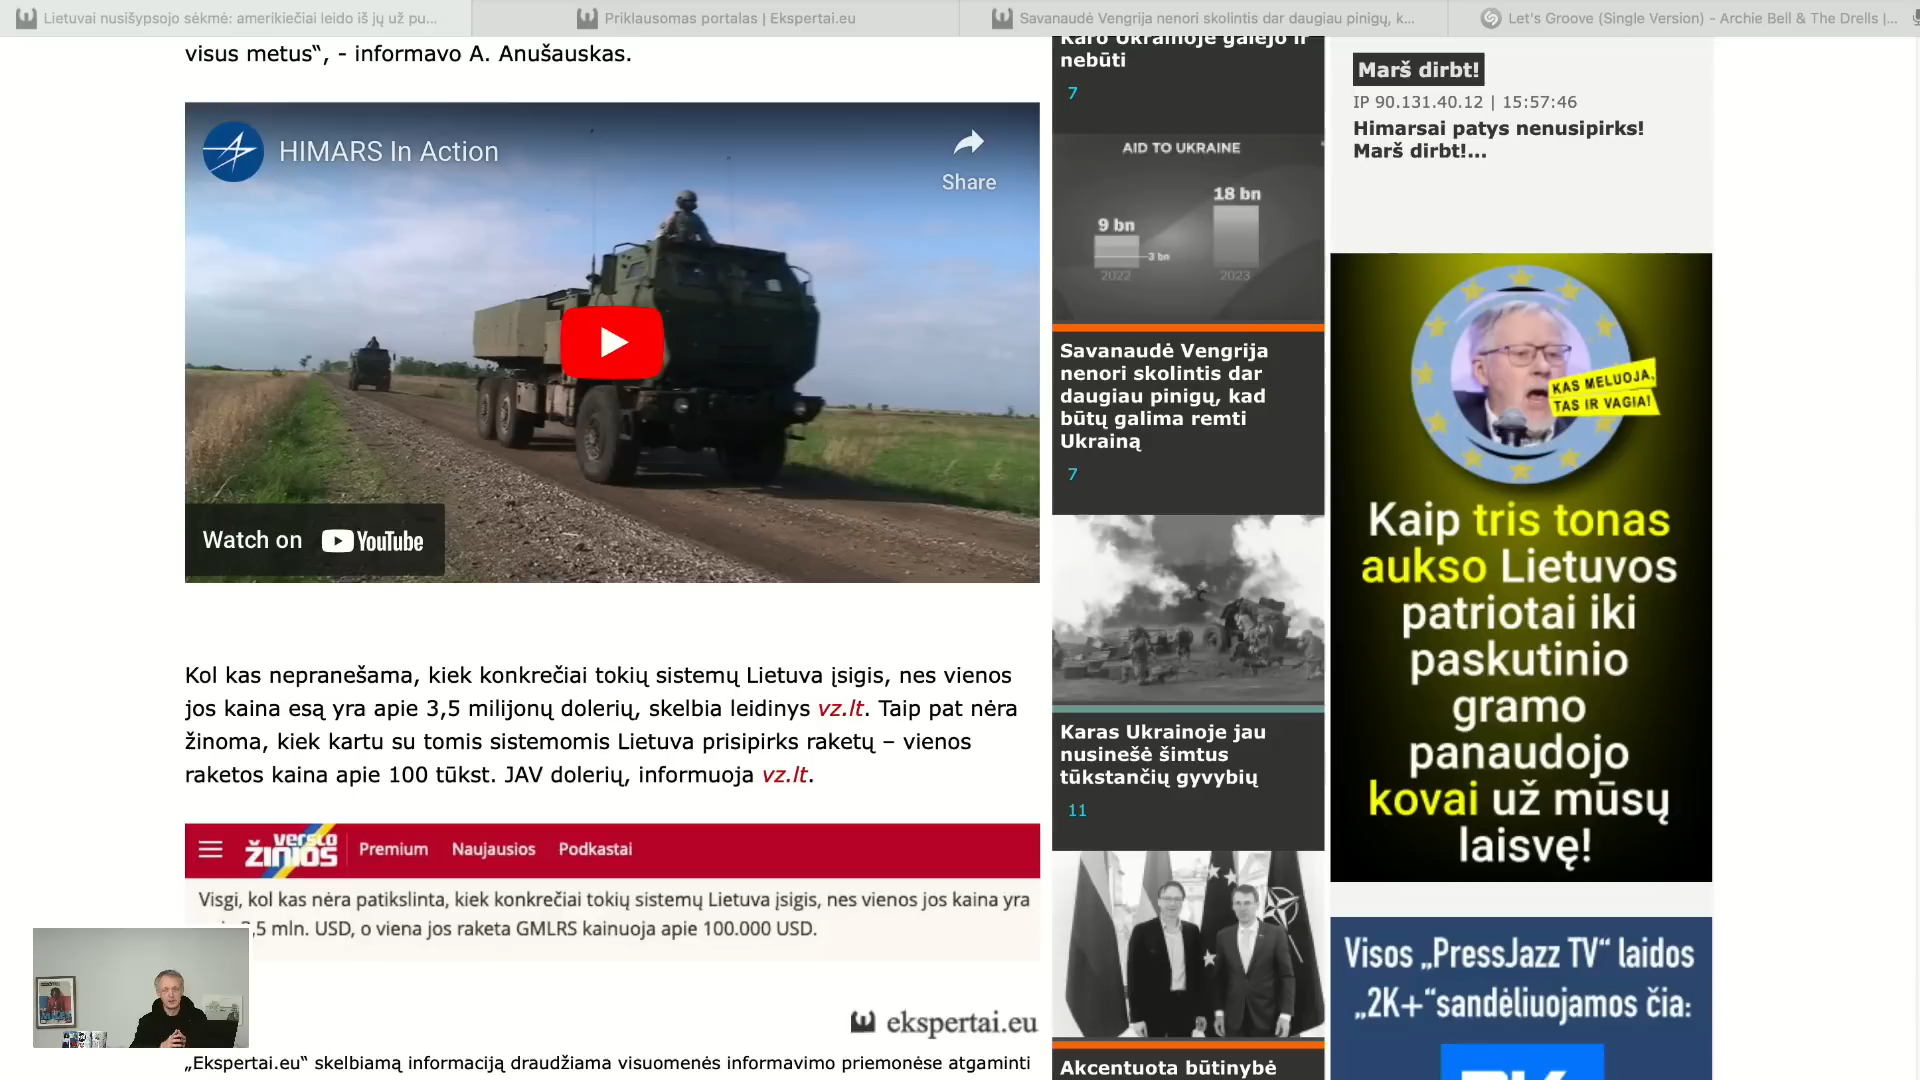 Lietuvai nusišypsojo sėkmė: amerikiečiai leido iš jų už pu...
Priklausomas portalas | Ekspertai.eu
Savanaudė Vengrija nenori skolintis dar daugiau pinigų, k...
Let's Groove (Single Version) - Archie Bell & The Drells |...
visus metus“, - informavo A. Anušauskas.
HIMARS In Action
Share
Watch on YouTube
Kol kas nepranešama, kiek konkrečiai tokių sistemų Lietuva įsigis, nes vienos
jos kaina esą yra apie 3,5 milijonų dolerių, skelbia leidinys vz.lt. Taip pat nėra
žinoma, kiek kartu su tomis sistemomis Lietuva prisipirks raketų – vienos
raketos kaina apie 100 tūkst. JAV dolerių, informuoja vz.lt.
verslo
ŽINIOS
Premium Naujausios Podkastai
Visgi, kol kas nėra patikslinta, kiek konkrečiai tokių sistemų Lietuva įsigis, nes vienos jos kaina yra
,5 mln. USD, o viena jos raketa GMLRS kainuoja apie 100.000 USD.
ekspertai.eu
„Ekspertai.eu“ skelbiamą informaciją draudžiama visuomenės informavimo priemonėse atgaminti
Karo Ukrainoje galėjo ir
nebūti
7
AID TO UKRAINE
18 bn
9 bn
3 bn
2022
2023
Savanaudė Vengrija
nenori skolintis dar
daugiau pinigų, kad
būtų galima remti
Ukrainą
7
Karas Ukrainoje jau
nusinešė šimtus
tūkstančių gyvybių
11
Akcentuota būtinybė
Marš dirbt!
IP 90.131.40.12 | 15:57:46
Himarsai patys nenusipirks!
Marš dirbt!...
KAS MELUOJA,
TAS IR VAGIA!
Kaip tris tonas
aukso Lietuvos
patriotai iki
paskutinio
gramo
panaudojo
kovai už mūsų
laisvę!
Visos „PressJazz TV“ laidos
„2K+“sandėliuojamos čia: